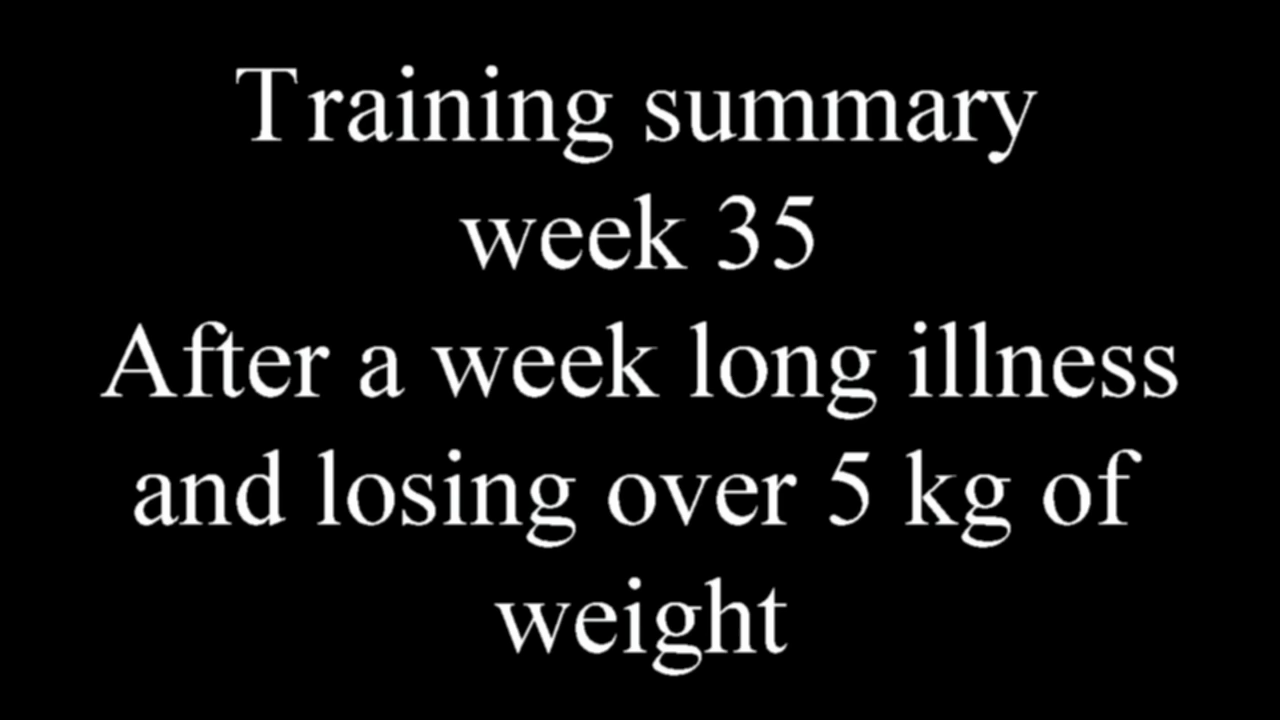 Training summary
week 35
After a week long illness
and losing over 5 kg of
weight